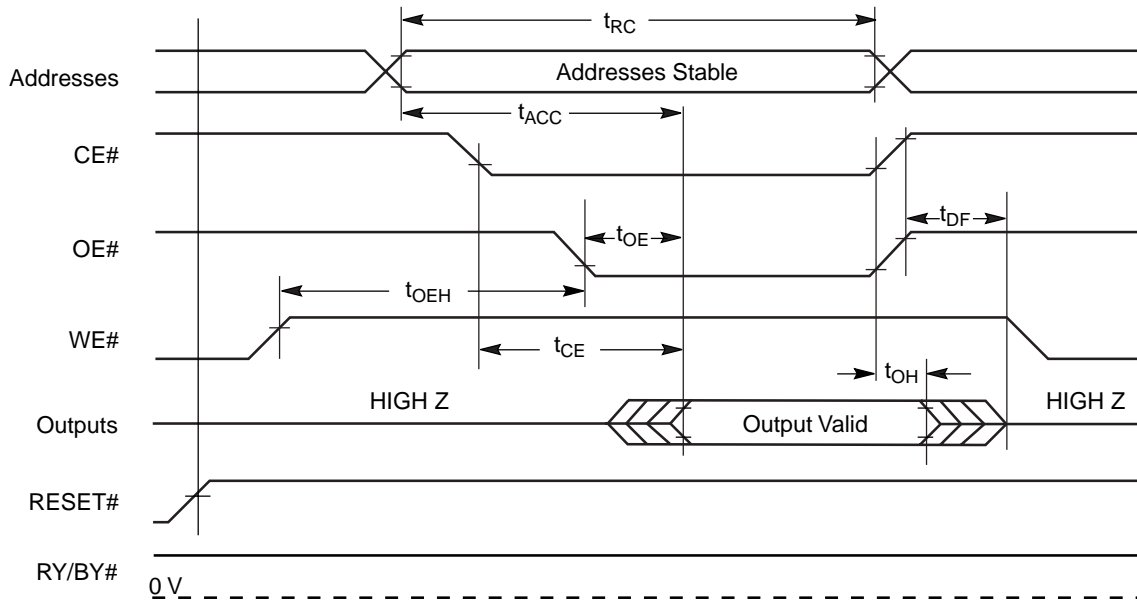 tRC
Addresses
Addresses Stable
tACC
CE#
tDF
OE#
tOE
tOEH
WE#
tCE
tOH
HIGH Z
HIGH Z
Outputs
Output Valid
RESET#
RY/BY#
0 V